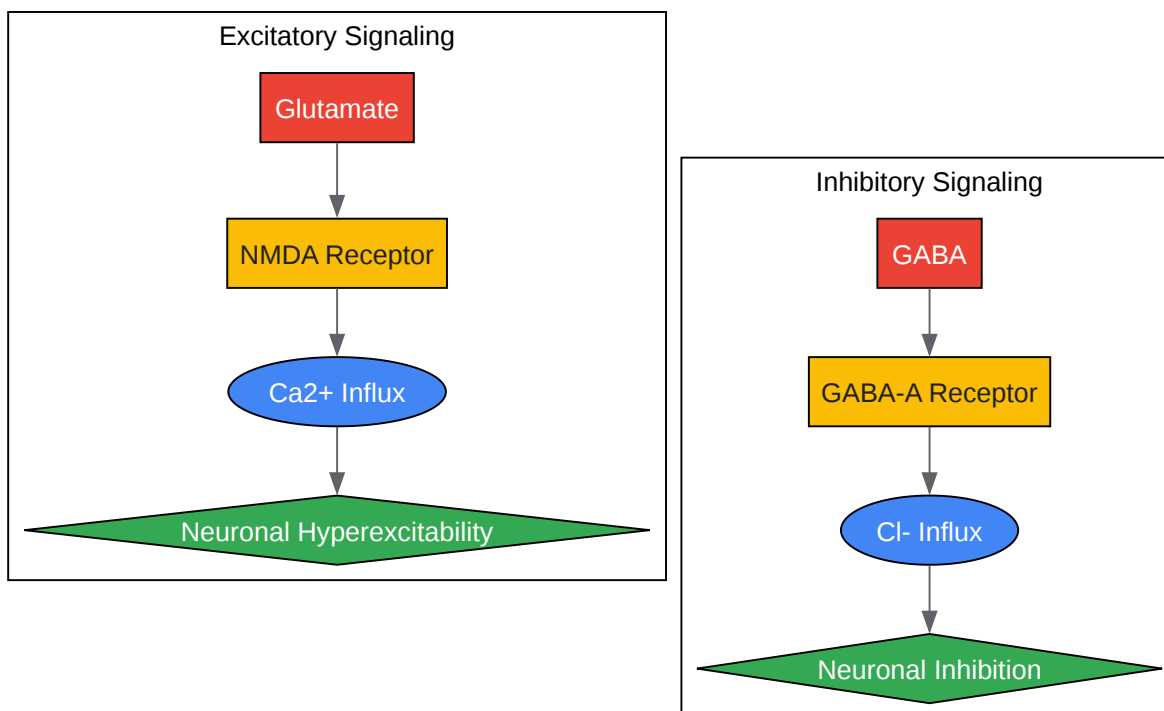 Excitatory Signaling
Glutamate
NMDA Receptor
Ca2+ Influx
Neuronal Hyperexcitability
Inhibitory Signaling
GABA
GABA-A Receptor
Cl- Influx
Neuronal Inhibition